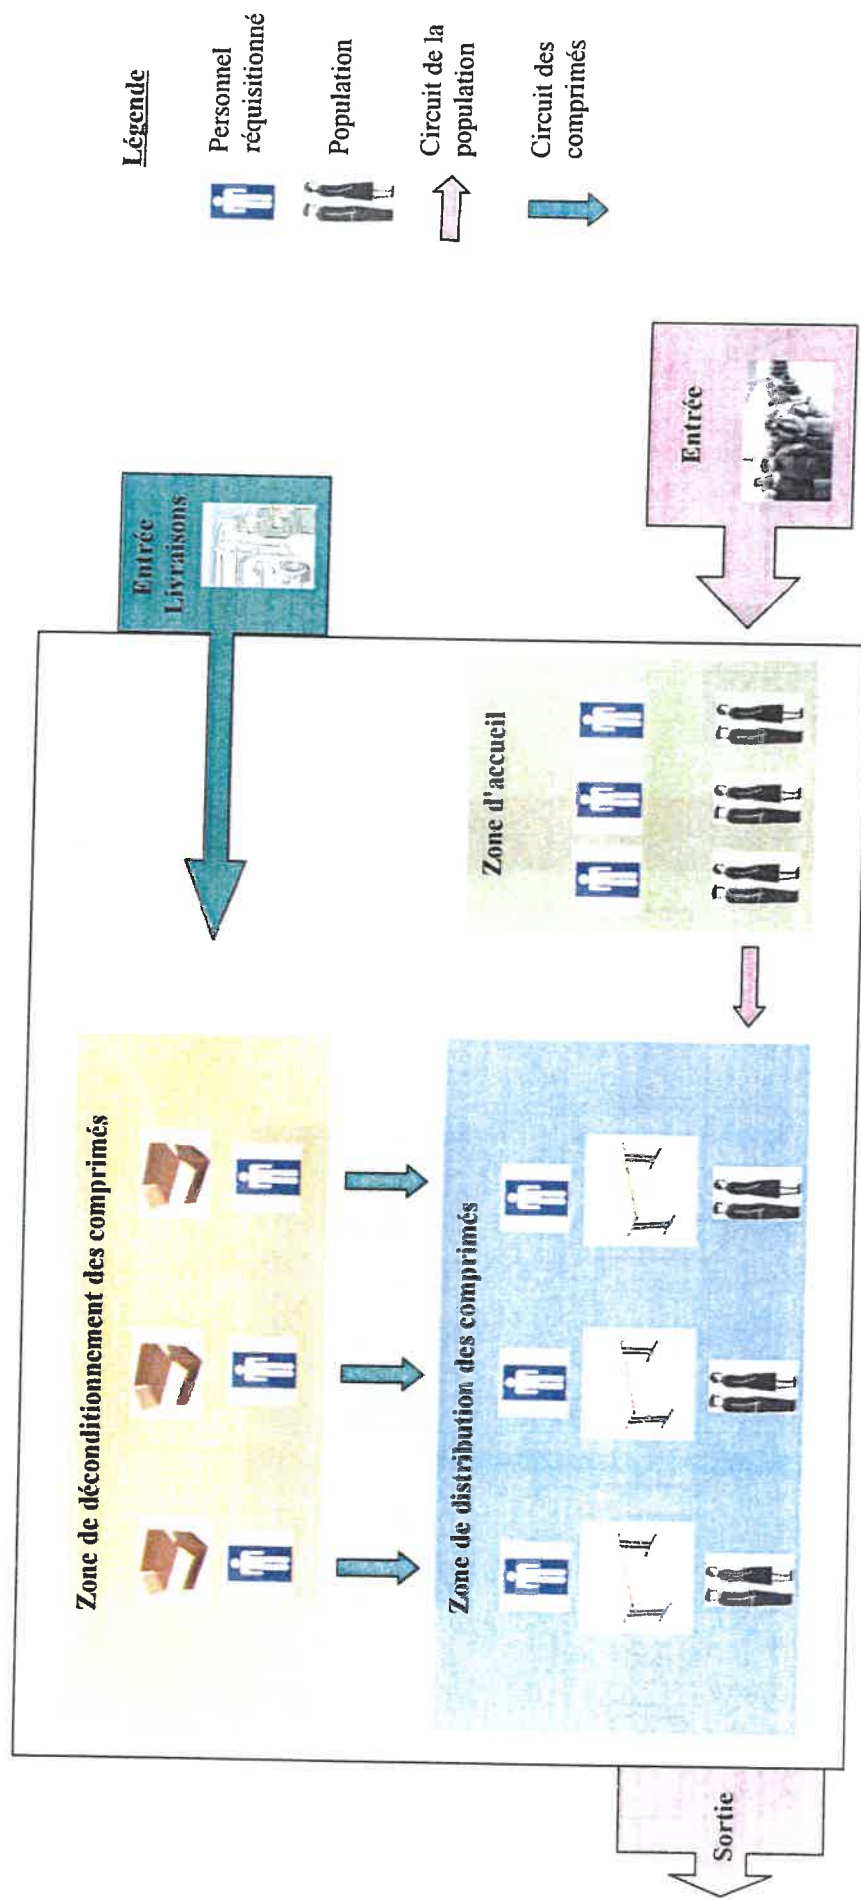 Légende
Personnel
réquisitionné
Population
Circuit de la
population
Circuit des
comprimés
Entrée
Livraisons
Entrée
Zone d'accueil
Zone de déconditionnement des comprimés
Zone de distribution des comprimés
Sortie